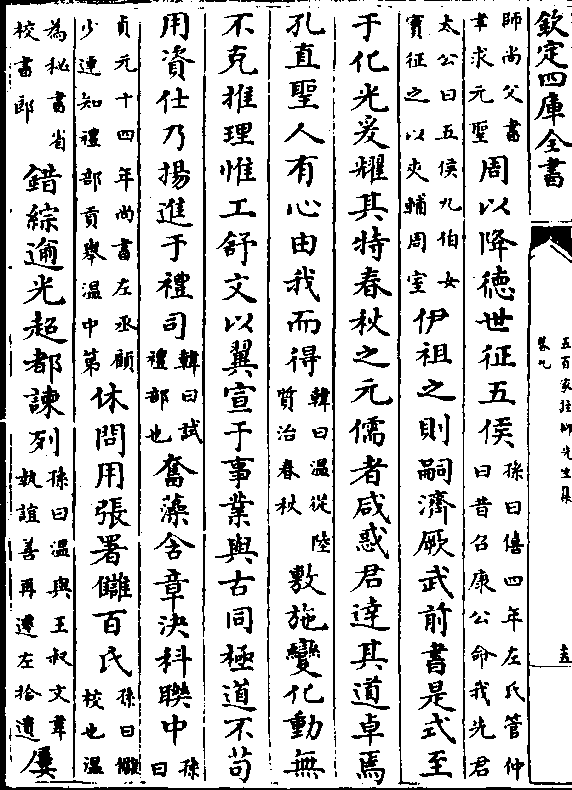 欽定四庫全書
五百家注柳先生集
卷九
師尚父書聿求元聖周以降德世征五侯孫曰僖四年左氏管仲曰昔召康公命我先君
太公曰五侯九伯女實征之以夾輔周室伊祖之則嗣濟厥武前書是式至
于化光爰耀其特春秋之元儒者咸惑君達其道卓焉
孔直聖人有心由我而得韓曰温從陸質治春秋敷施變化動無
不克推理惟工舒文以翼宣于事業與古同極道不苟
用資仕乃揚進于禮司韓曰試禮部也奮藻含章決科聯中孫曰
貞元十四年尚書左丞顧少連知禮部貢舉温中第休問用張署讎百氏孫曰讎校也温
為秘書省校書郎錯綜逾光超都諫列孫曰温與王叔文韋執誼善再遷左拾遺屢